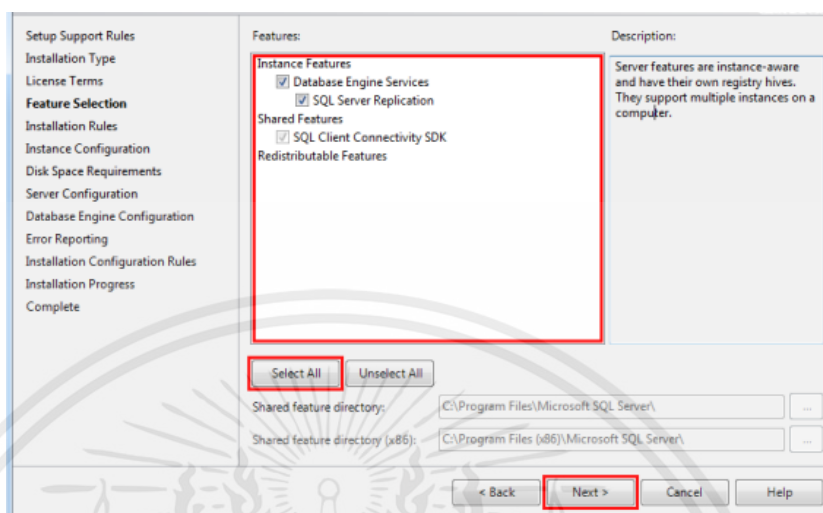 Setup Support Rules
Installation Type
License Terms
Feature Selection
Installation Rules
Instance Configuration
Disk Space Requirements
Server Configuration
Database Engine Configuration
Error Reporting
Installation Configuration Rules
Installation Progress
Complete
Features:
Instance Features
Database Engine Services
SQL Server Replication
Shared Features
SQL Client Connectivity SDK
Redistributable Features
Description:
Server features are instance-aware
and have their own registry hives.
They support multiple instances on a
computer.
Select All Unselect All
Shared feature directory: C:\Program Files\Microsoft SQL Server\ ...
Shared feature directory (x86): C:\Program Files (x86)\Microsoft SQL Server\ ...
< Back Next > Cancel Help